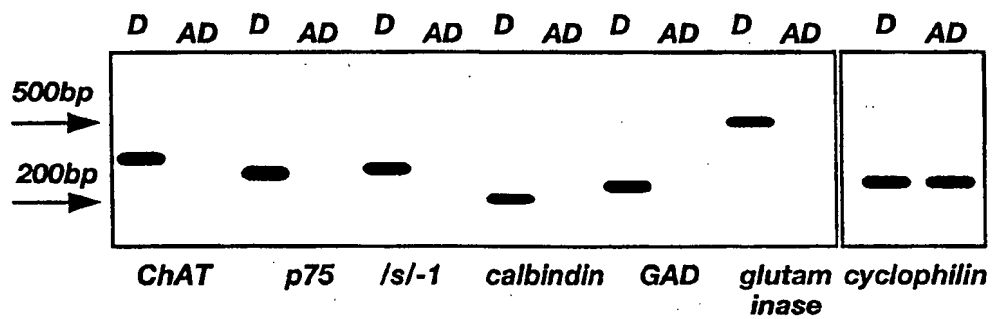 D AD D AD D AD D AD D AD D AD D AD
500bp
200bp
ChAT p75 /s/-1 calbindin GAD glutam cyclophilin
inase